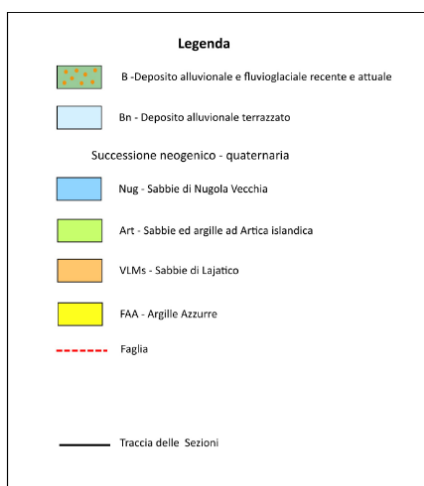 Legenda
B -Deposito alluvionale e fluvioglaciale recente e attuale
Bn - Deposito alluvionale terrazzato
Successione neogenico - quaternaria
Nug - Sabbie di Nugola Vecchia
Art - Sabbie ed argille ad Artica islandica
VLMs - Sabbie di Lajatico
FAA - Argille Azzurre
Faglia
Traccia delle Sezioni